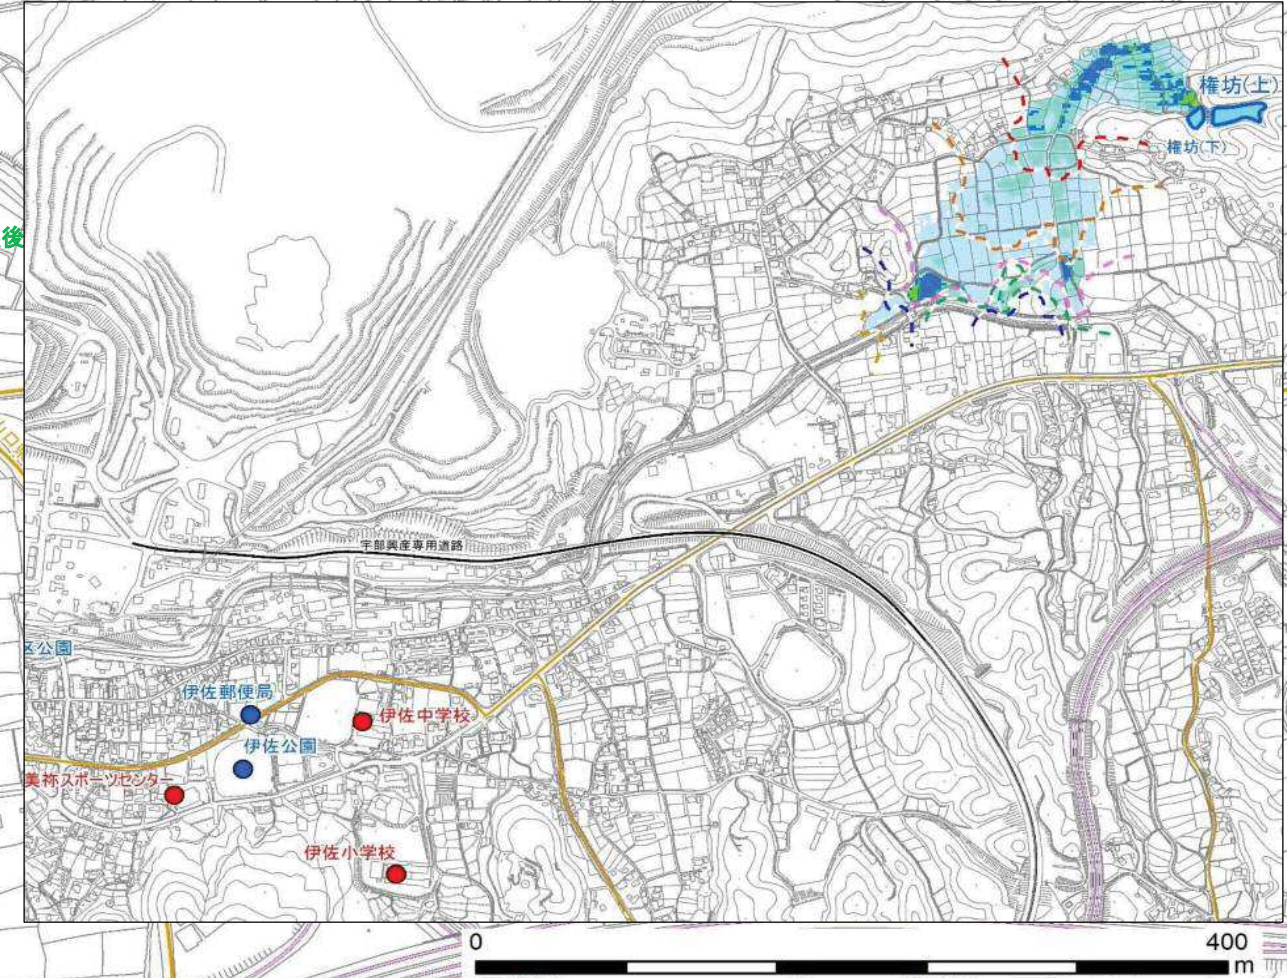 権坊(上)
権坊(下)
後
宇部興産専用道路
区公園
伊佐郵便局
伊佐中学校
伊佐公園
美祢スポーツセンター
伊佐小学校
0
400
m